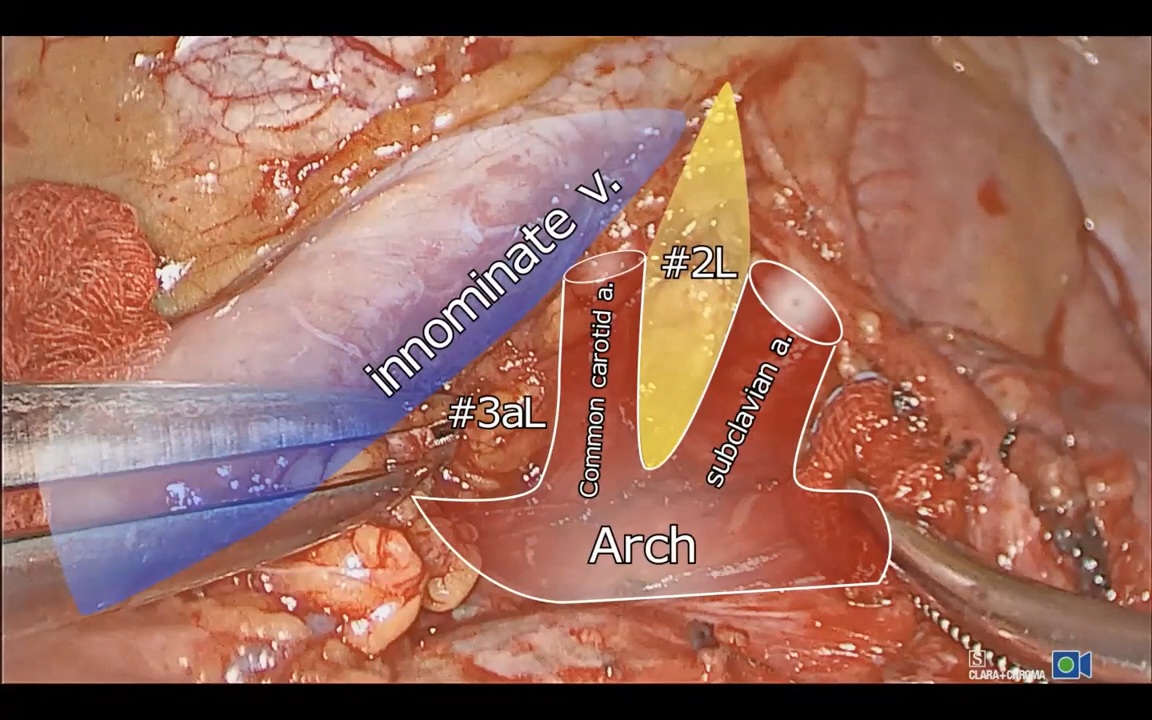 innominate v.
#2L
#3aL
Common carotid a.
subclavian a.
Arch
S
CLARA+CHROMA